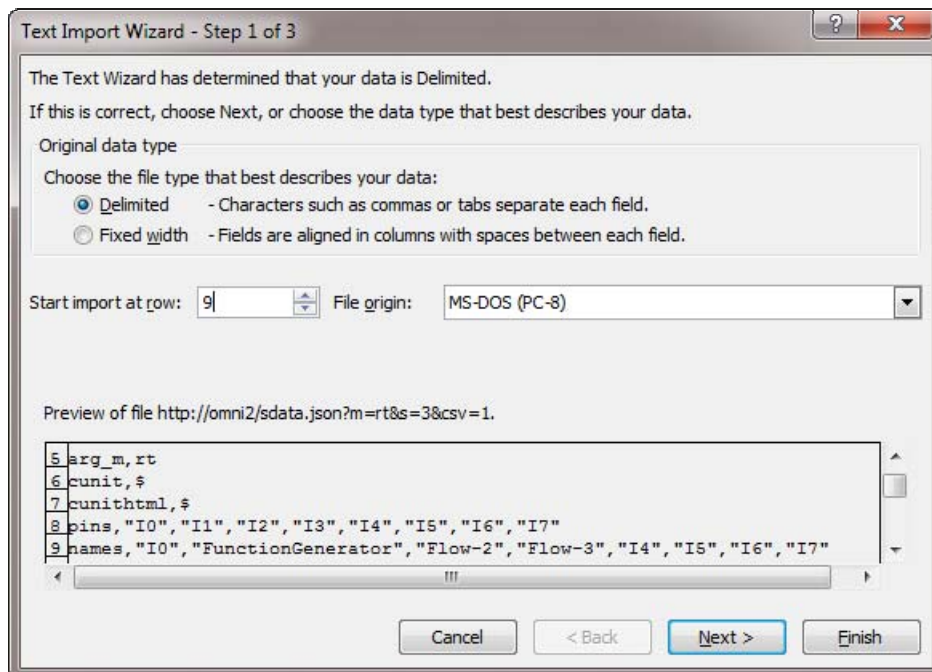 Text Import Wizard - Step 1 of 3
The Text Wizard has determined that your data is Delimited.
If this is correct, choose Next, or choose the data type that best describes your data.
Original data type
Choose the file type that best describes your data:
Delimited - Characters such as commas or tabs separate each field.
Fixed width - Fields are aligned in columns with spaces between each field.
Start import at row: 9 File origin: MS-DOS (PC-8)
Preview of file http://omni2/sdata.json?m=rt&s=3&csv=1.
5 arg_m,rt
6 cunit,$
7 cunithtml,$
8 pins,"I0","I1","I2","I3","I4","I5","I6","I7"
9 names,"I0","FunctionGenerator","Flow-2","Flow-3","I4","I5","I6","I7"
Cancel < Back Next > Finish